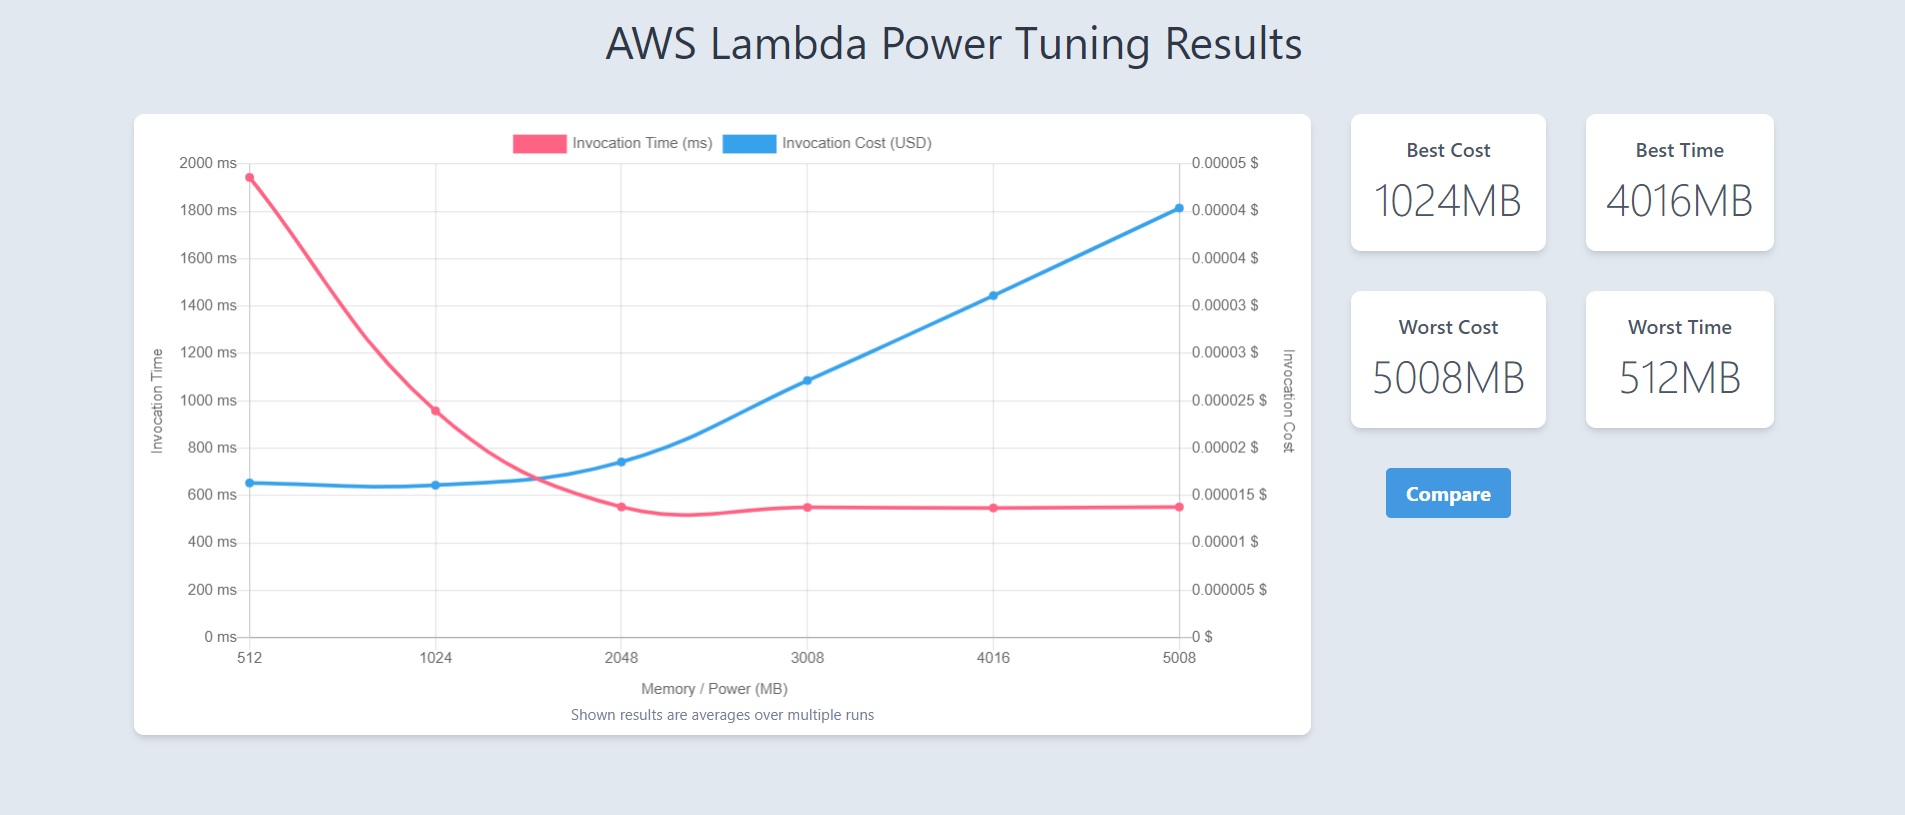 AWS Lambda Power Tuning Results
Invocation Time (ms)
Invocation Cost (USD)
2000 ms
1800 ms
1600 ms
1400 ms
1200 ms
1000 ms
800 ms
600 ms
400 ms
200 ms
0 ms
Invocation Time
0.00005 $
0.00004 $
0.00004 $
0.00003 $
0.00003 $
0.000025 $
0.00002 $
0.000015 $
0.00001 $
0.000005 $
0 $
Invocation Cost
512
1024
2048
3008
4016
5008
Memory / Power (MB)
Shown results are averages over multiple runs
Best Cost
1024MB
Best Time
4016MB
Worst Cost
5008MB
Worst Time
512MB
Compare